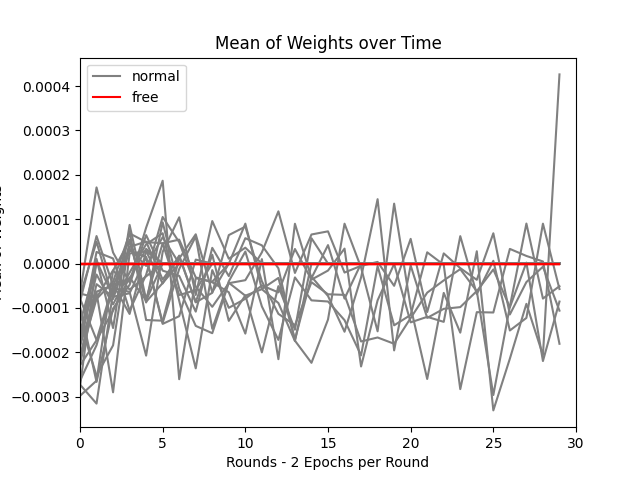 Mean of Weights over Time
normal
free
0.0004
0.0003
0.0002
0.0001
0.0000
−0.0001
−0.0002
−0.0003
0 5 10 15 20 25 30
Rounds - 2 Epochs per Round